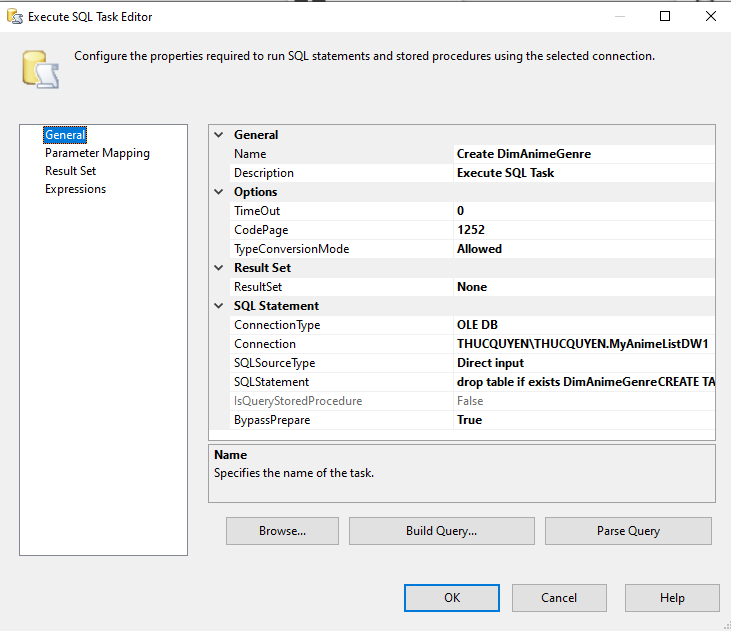 Execute SQL Task Editor
Configure the properties required to run SQL statements and stored procedures using the selected connection.
General
Parameter Mapping
Result Set
Expressions
General
Name Create DimAnimeGenre
Description Execute SQL Task
Options
TimeOut 0
CodePage 1252
TypeConversionMode Allowed
Result Set
ResultSet None
SQL Statement
ConnectionType OLE DB
Connection THUCQUYEN\THUCQUYEN.MyAnimeListDW1
SQLSourceType Direct input
SQLStatement drop table if exists DimAnimeGenreCREATE TA
IsQueryStoredProcedure False
BypassPrepare True
Name
Specifies the name of the task.
Browse... Build Query... Parse Query
OK Cancel Help